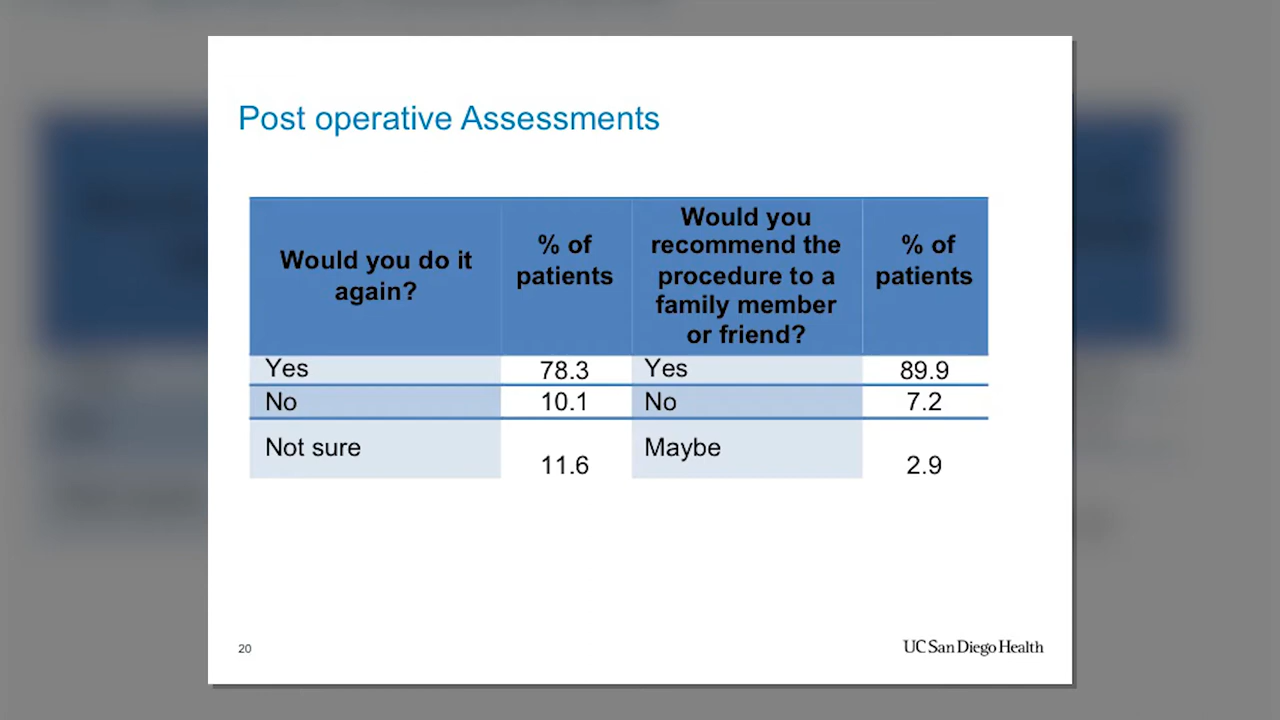 Post operative Assessments
Would you do it
again?
% of
patients
Would you
recommend the
procedure to a
family member
or friend?
% of
patients
Yes 78.3 Yes 89.9
No 10.1 No 7.2
Not sure 11.6 Maybe 2.9
20
UC San Diego Health